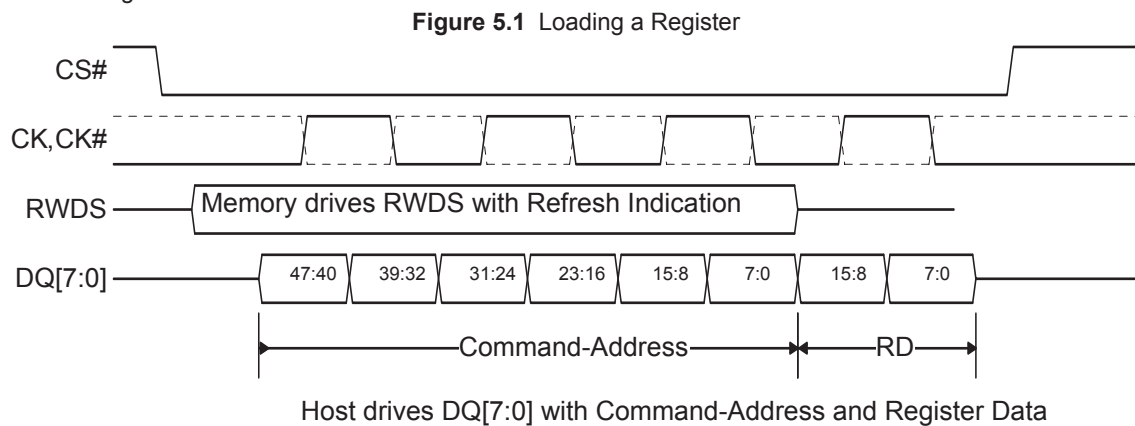 Figure 5.1 Loading a Register
CS#
CK,CK#
RWDS Memory drives RWDS with Refresh Indication
DQ[7:0] 47:40 39:32 31:24 23:16 15:8 7:0 15:8 7:0
Command-Address RD
Host drives DQ[7:0] with Command-Address and Register Data